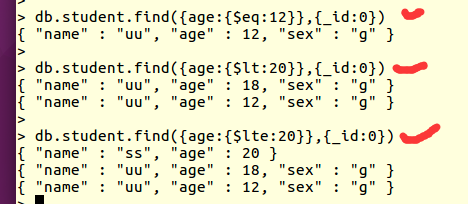 >
> db.student.find({age:{$eq:12}},{_id:0})
{ "name" : "uu", "age" : 12, "sex" : "g" }
>
> db.student.find({age:{$lt:20}},{_id:0})
{ "name" : "uu", "age" : 18, "sex" : "g" }
{ "name" : "uu", "age" : 12, "sex" : "g" }
>
> db.student.find({age:{$lte:20}},{_id:0})
{ "name" : "ss", "age" : 20 }
{ "name" : "uu", "age" : 18, "sex" : "g" }
{ "name" : "uu", "age" : 12, "sex" : "g" }
>